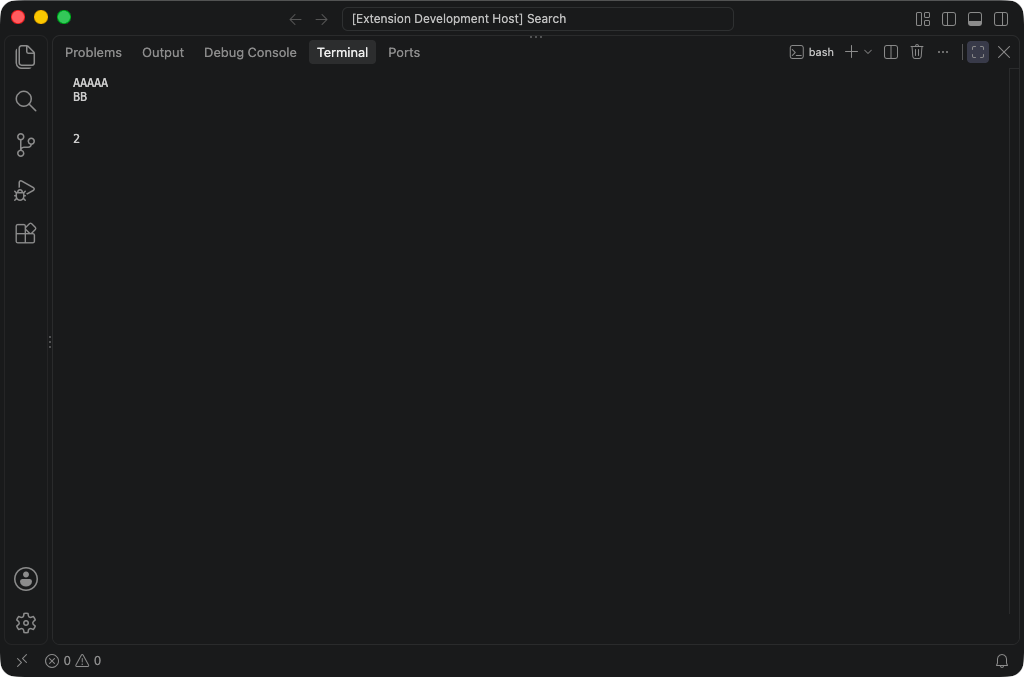 [Extension Development Host] Search
Problems Output Debug Console Terminal Ports bash
AAAAA
BB
2
0 0